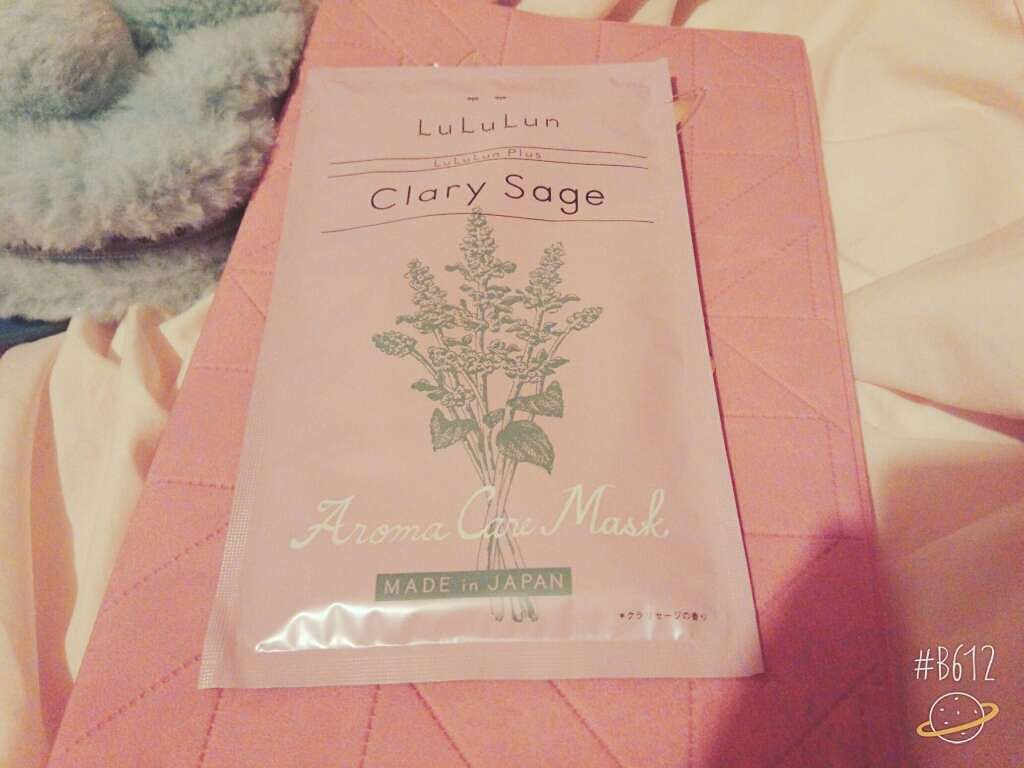 LuLuLun
LuLuLun Plus
Clary Sage
Aroma Care Mask
MADE in JAPAN
*クラリセージの香り
#B612